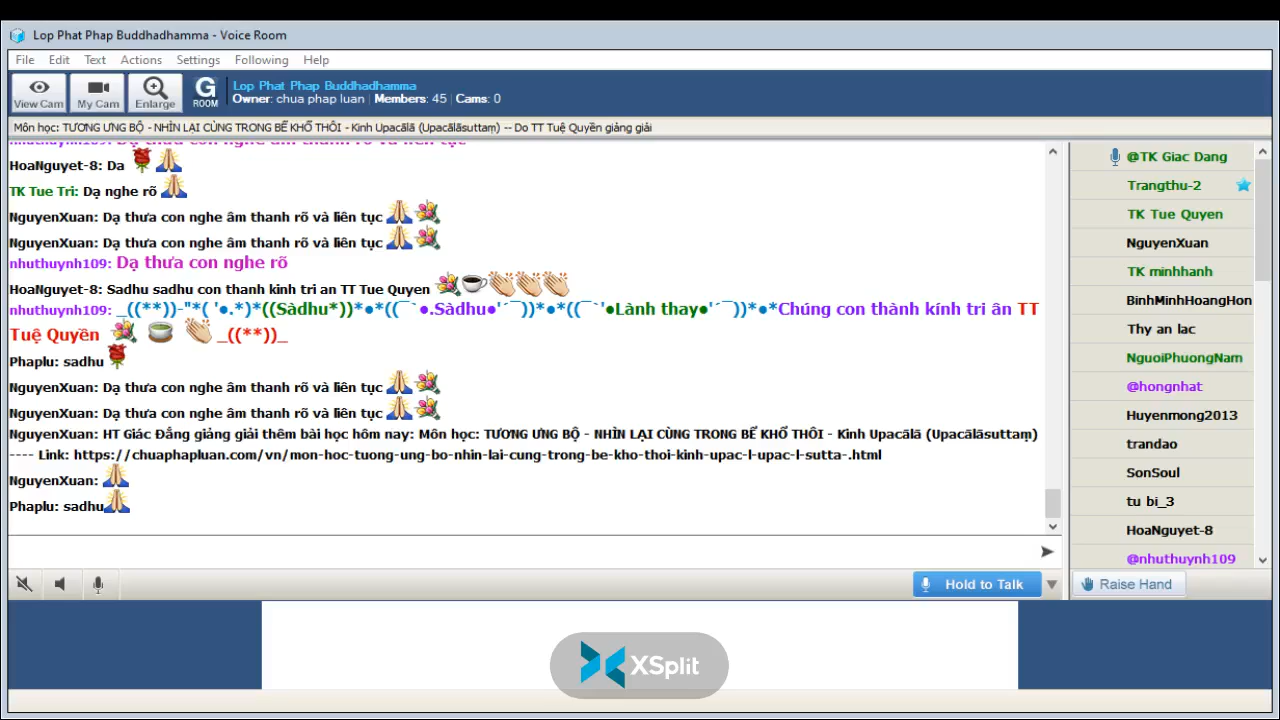 Lop Phat Phap Buddhadhamma - Voice Room
File Edit Text Actions Settings Following Help
View Cam My Cam Enlarge G ROOM
Lop Phat Phap Buddhadhamma
Owner: chua phap luan | Members: 45 | Cams: 0
Môn học: TƯƠNG ƯNG BỘ - NHÌN LẠI CÙNG TRONG BỂ KHỔ THÔI - Kinh Upacālā (Upacālāsuttaṃ) -- Do TT Tuệ Quyền giảng giải
nhuthuynh109: Dạ thưa con nghe âm thanh rõ và liên tục
HoaNguyet-8: Da
TK Tue Tri: Dạ nghe rõ
NguyenXuan: Dạ thưa con nghe âm thanh rõ và liên tục
NguyenXuan: Dạ thưa con nghe âm thanh rõ và liên tục
nhuthuynh109: Dạ thưa con nghe rõ
HoaNguyet-8: Sadhu sadhu con thanh kinh tri an TT Tue Quyen
nhuthuynh109: _((**))-"*( '●.*)*((Sàdhu*))*●*((¯`●.Sàdhu●'´¯))*●*((¯`'●Lành thay●'´¯))*●*Chúng con thành kính tri ân TT
Tuệ Quyền _((**))_
Phaplu: sadhu
NguyenXuan: Dạ thưa con nghe âm thanh rõ và liên tục
NguyenXuan: Dạ thưa con nghe âm thanh rõ và liên tục
NguyenXuan: HT Giác Đẳng giảng giải thêm bài học hôm nay: Môn học: TƯƠNG ƯNG BỘ - NHÌN LẠI CÙNG TRONG BỂ KHỔ THÔI - Kinh Upacālā (Upacālāsuttaṃ)
---- Link: https://chuaphapluan.com/vn/mon-hoc-tuong-ung-bo-nhin-lai-cung-trong-be-kho-thoi-kinh-upac-l-upac-l-sutta-.html
NguyenXuan:
Phaplu: sadhu
@TK Giac Dang
Trangthu-2
TK Tue Quyen
NguyenXuan
TK minhhanh
BinhMinhHoangHon
Thy an lac
NguoiPhuongNam
@hongnhat
Huyenmong2013
trandao
SonSoul
tu bi_3
HoaNguyet-8
@nhuthuynh109
Hold to Talk
Raise Hand
XSplit